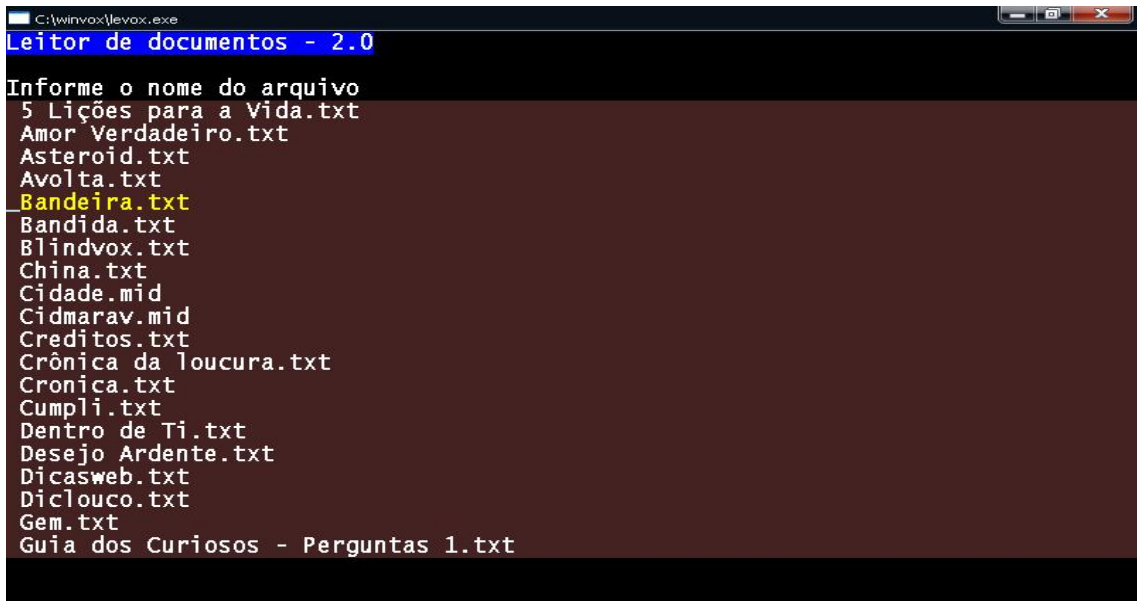 C:\winvox\levox.exe
Leitor de documentos - 2.0
Informe o nome do arquivo
5 Lições para a Vida.txt
Amor Verdadeiro.txt
Asteroid.txt
Avolta.txt
_Bandeira.txt
Bandida.txt
Blindvox.txt
China.txt
Cidade.mid
Cidmarav.mid
Creditos.txt
Crônica da loucura.txt
Cronica.txt
Cumpli.txt
Dentro de Ti.txt
Desejo Ardente.txt
Dicasweb.txt
Diclouco.txt
Gem.txt
Guia dos Curiosos - Perguntas 1.txt